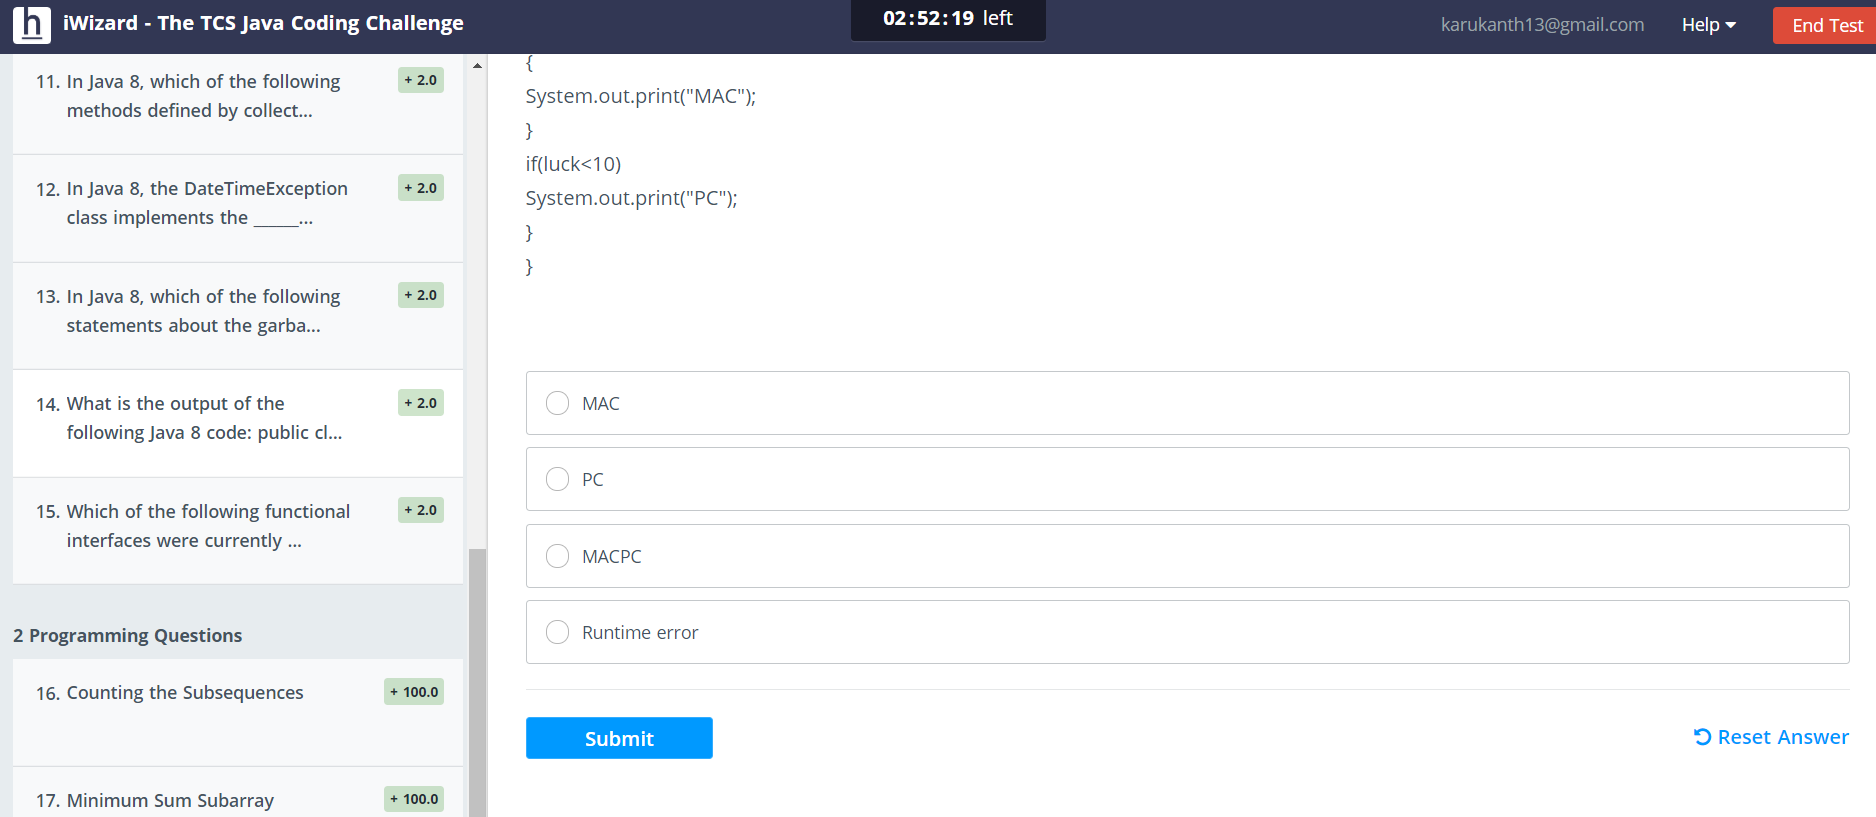 h iWizard - The TCS Java Coding Challenge
02:52:19 left
karukanth13@gmail.com
Help
End Test
11. In Java 8, which of the following
methods defined by collect...
+ 2.0
12. In Java 8, the DateTimeException
class implements the _____...
+ 2.0
13. In Java 8, which of the following
statements about the garba...
+ 2.0
14. What is the output of the
following Java 8 code: public cl...
+ 2.0
15. Which of the following functional
interfaces were currently ...
+ 2.0
2 Programming Questions
16. Counting the Subsequences
+ 100.0
17. Minimum Sum Subarray
+ 100.0
{
System.out.print("MAC");
}
if(luck<10)
System.out.print("PC");
}
}
MAC
PC
MACPC
Runtime error
Submit
Reset Answer